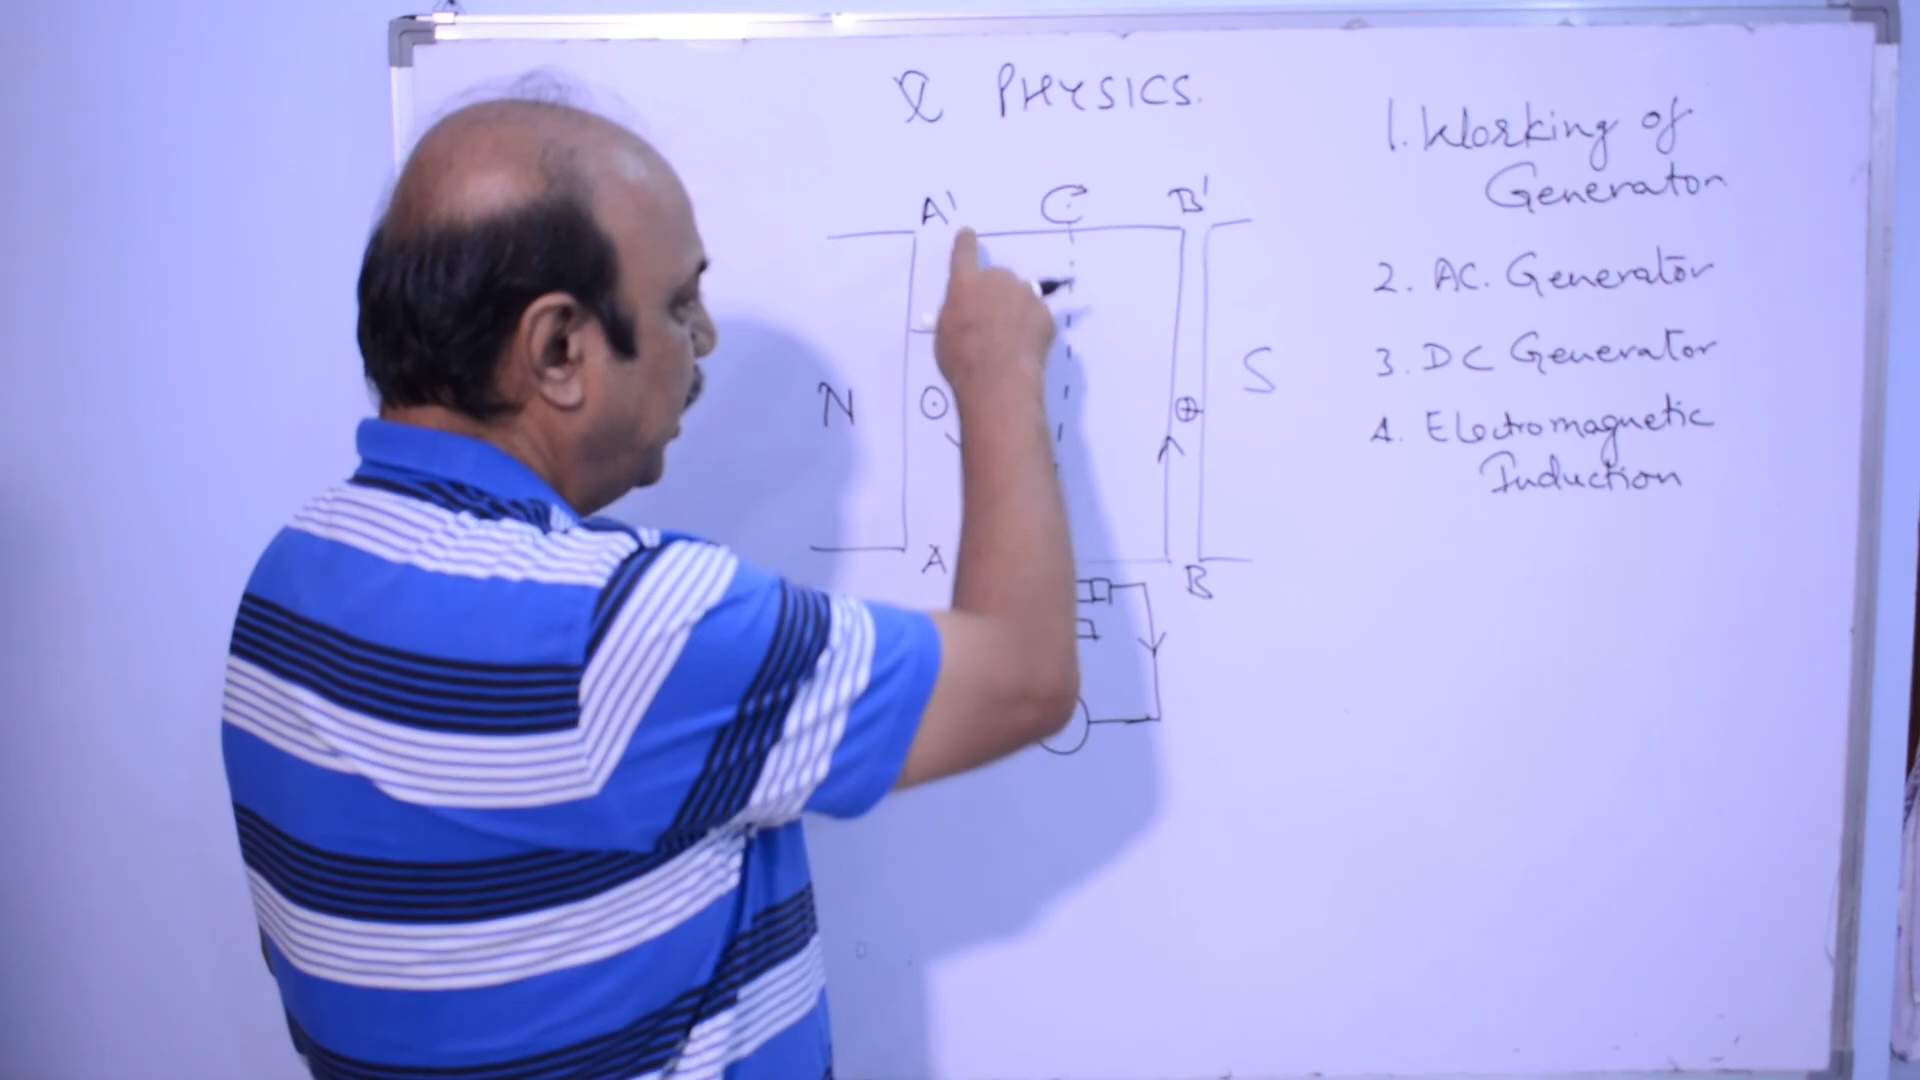 X PHYSICS.
A' B'
N S
A B
1. Working of
Generator
2. AC. Generator
3. DC Generator
4. Electromagnetic
Induction